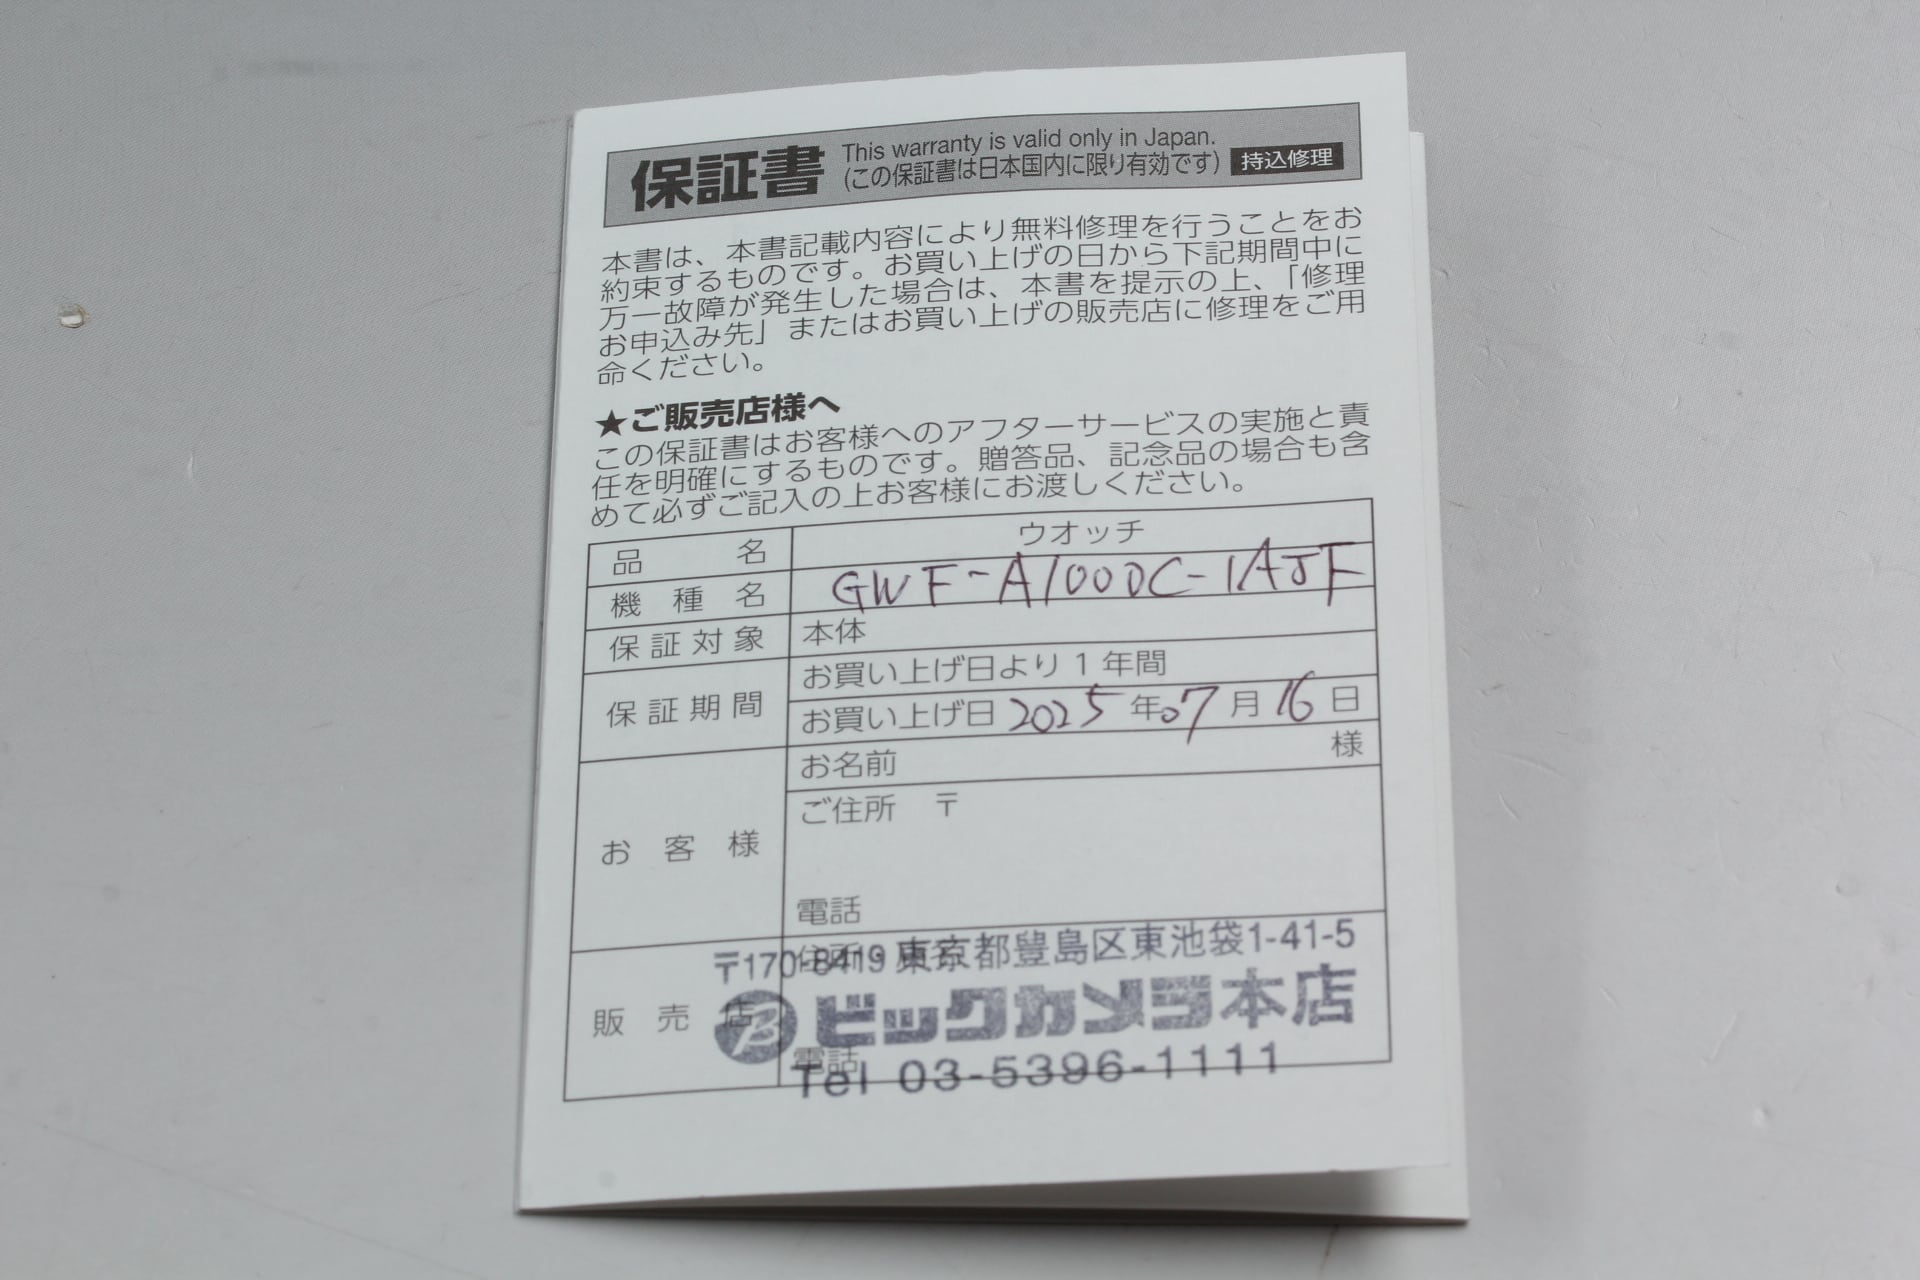 保証書
This warranty is valid only in Japan.
(この保証書は日本国内に限り有効です)
持込修理
本書は、本書記載内容により無料修理を行うことをお
約束するものです。お買い上げの日から下記期間中に
万一故障が発生した場合は、本書を提示の上、「修理
お申込み先」またはお買い上げの販売店に修理をご用
命ください。
★ご販売店様へ
この保証書はお客様へのアフターサービスの実施と責
任を明確にするものです。贈答品、記念品の場合も含
めて必ずご記入の上お客様にお渡しください。
品名 ウオッチ
機種名 GWF-A1000C-1AJF
保証対象 本体
保証期間 お買い上げ日より1年間
お買い上げ日 2025年07月16日
お客様 お名前 様
ご住所 〒
電話
販売店 住所・店名
〒170-8419 東京都豊島区東池袋1-41-5
ビックカメラ本店
電話
Tel 03-5396-1111